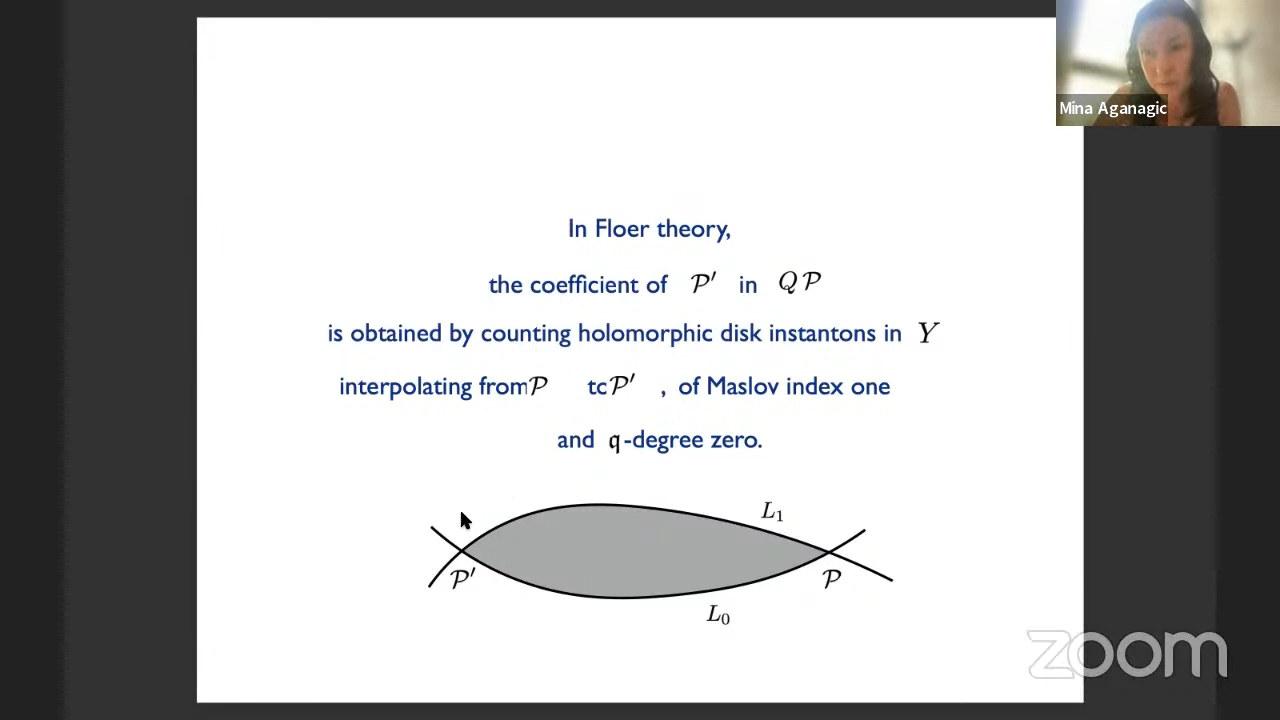 Mina Aganagic
In Floer theory,
the coefficient of 𝒫′ in Q𝒫
is obtained by counting holomorphic disk instantons in Y
interpolating from 𝒫 tc 𝒫′ , of Maslov index one
and 𝔮-degree zero.
L₁
𝒫′ 𝒫
L₀
zoom